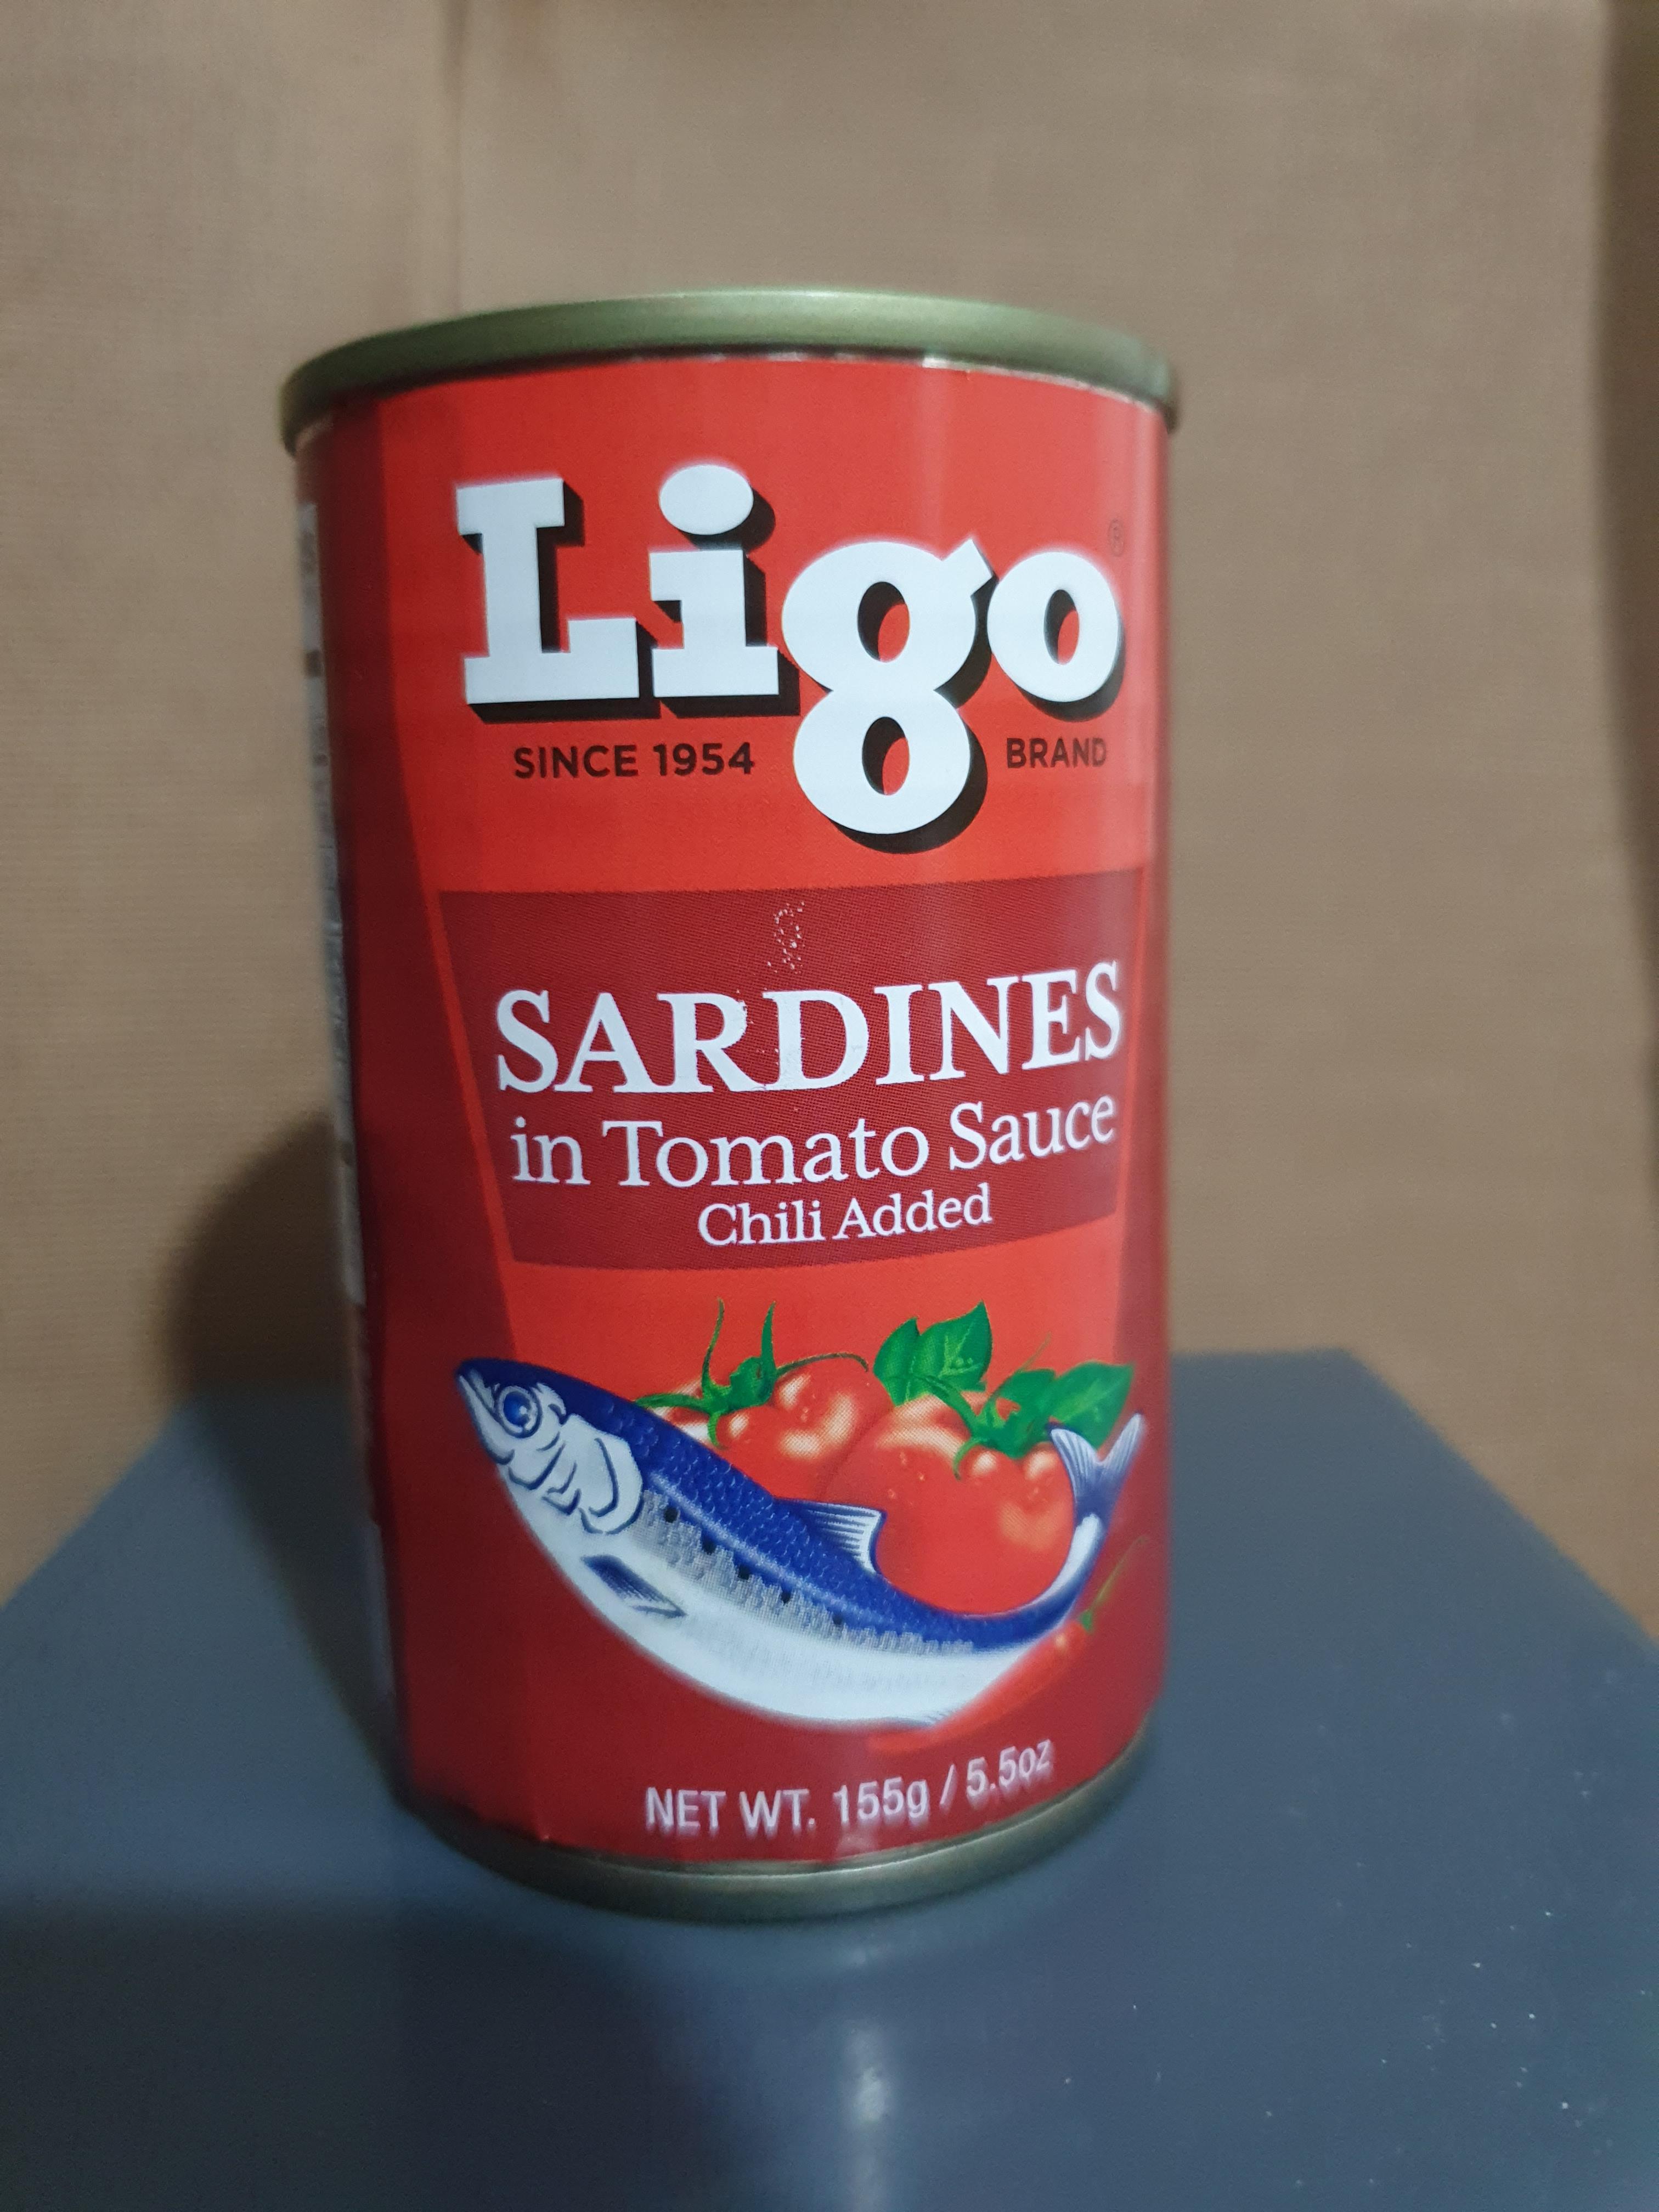 Ligo
®
SINCE 1954 BRAND
SARDINES
in Tomato Sauce
Chili Added
NET WT. 155g / 5.5oz